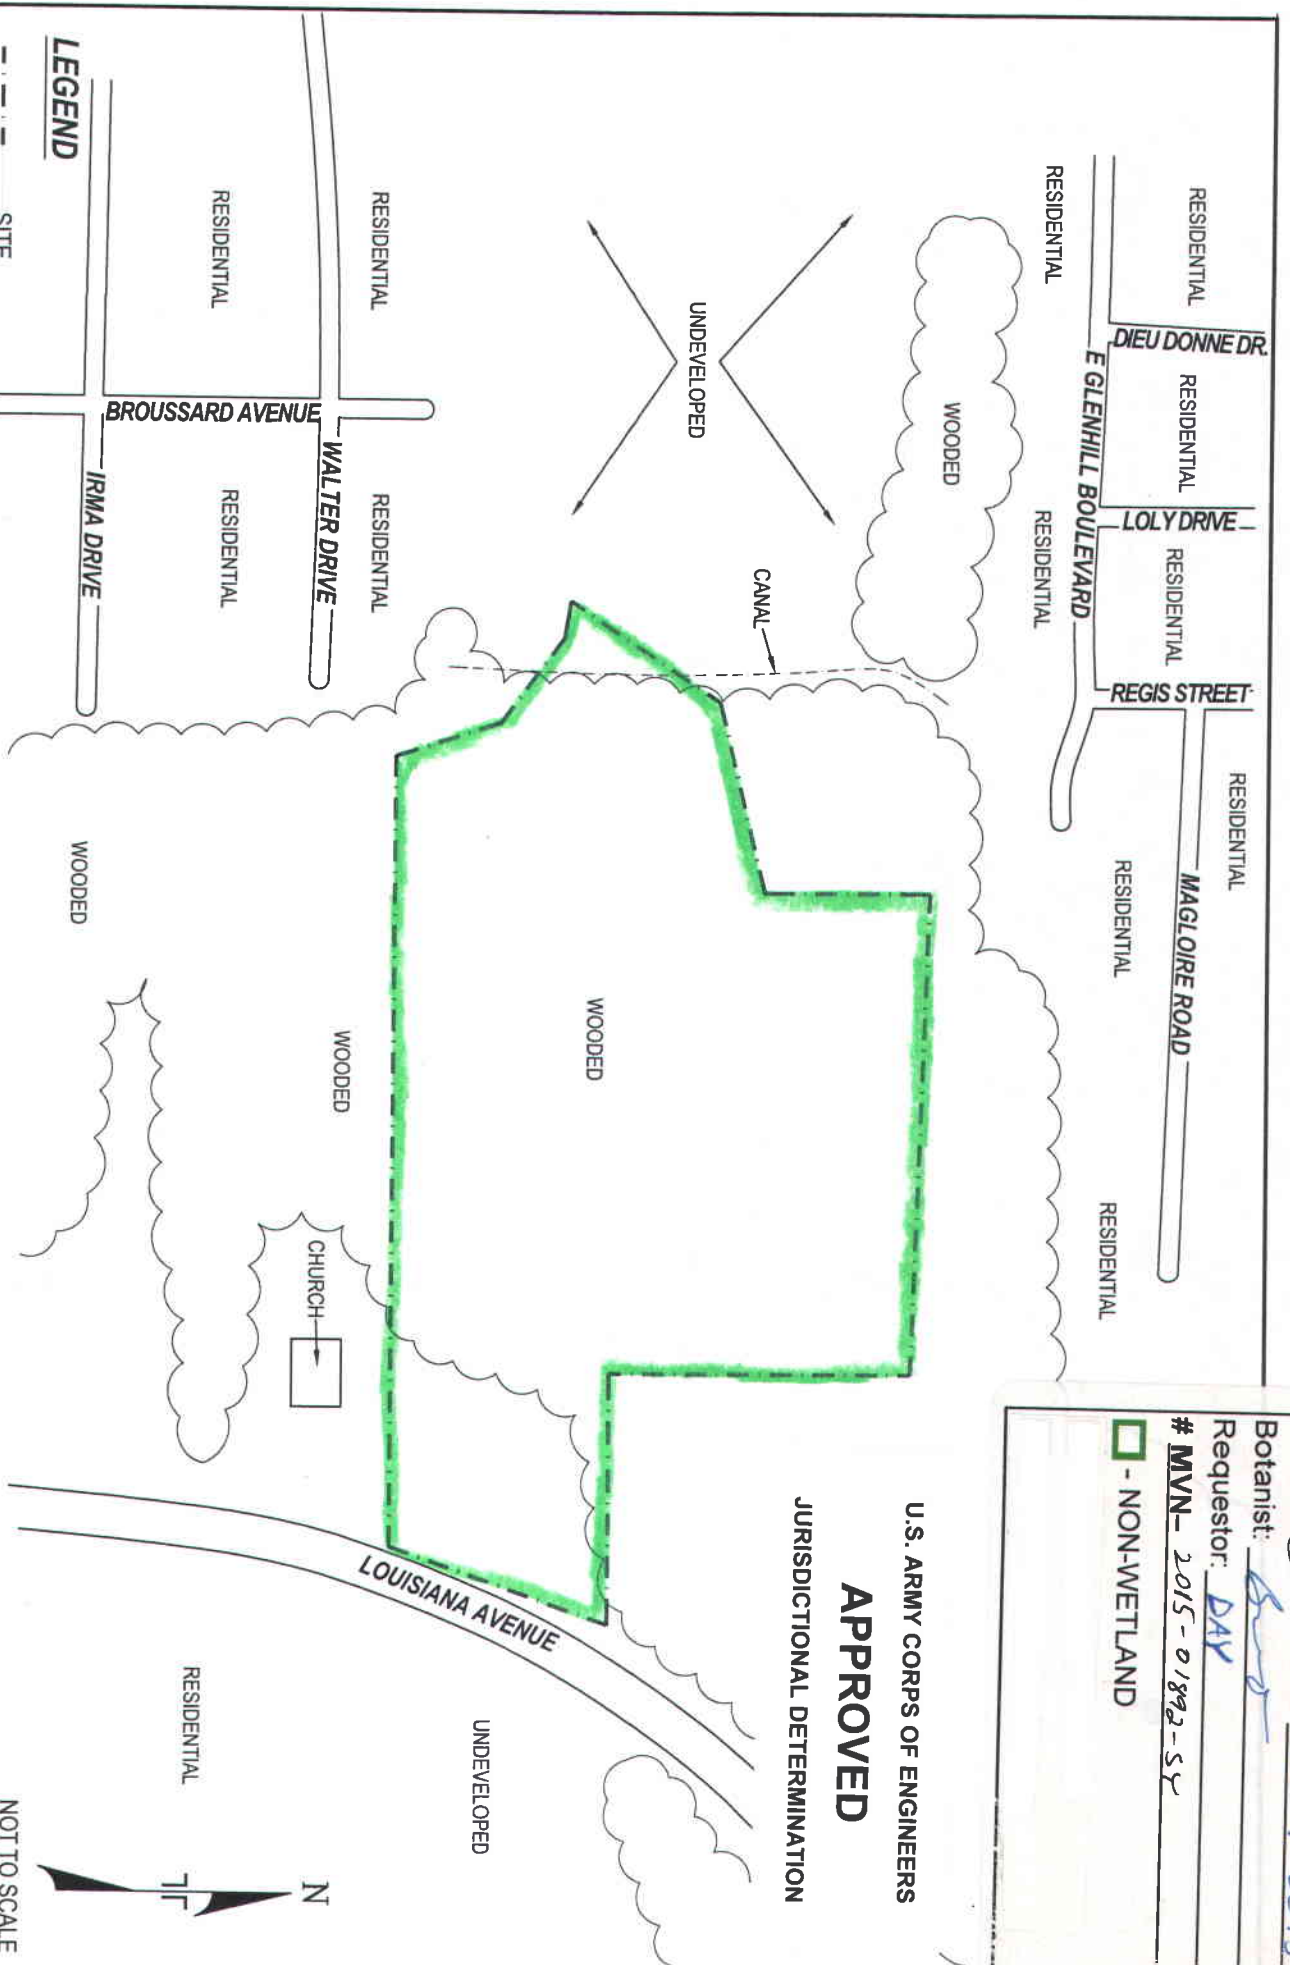 Botanist:
Requestor: DAY
# MVN- 2015-01892-SY
- NON-WETLAND
RESIDENTIAL
DIEU DONNE DR.
RESIDENTIAL
LOLY DRIVE
RESIDENTIAL
REGIS STREET
RESIDENTIAL
MAGLOIRE ROAD
RESIDENTIAL
E GLENHILL BOULEVARD
RESIDENTIAL
RESIDENTIAL
RESIDENTIAL
WOODED
UNDEVELOPED
CANAL
WOODED
U.S. ARMY CORPS OF ENGINEERS
APPROVED
JURISDICTIONAL DETERMINATION
RESIDENTIAL
RESIDENTIAL
WALTER DRIVE
WOODED
CHURCH
LOUISIANA AVENUE
UNDEVELOPED
RESIDENTIAL
BROUSSARD AVENUE
RESIDENTIAL
IRMA DRIVE
WOODED
RESIDENTIAL
N
NOT TO SCALE
LEGEND
SITE